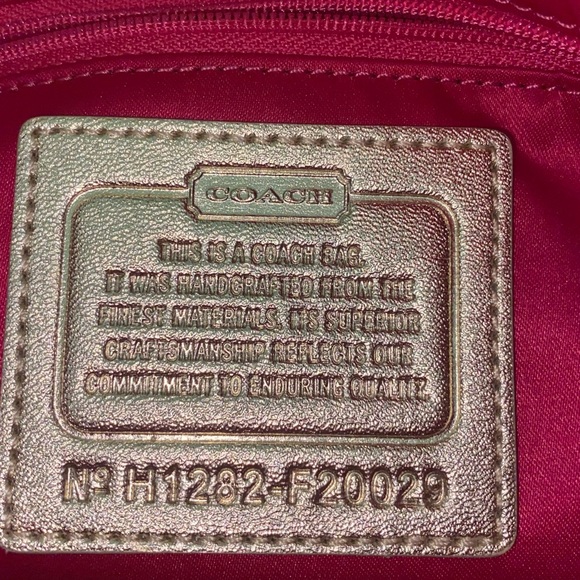 COACH
THIS IS A COACH BAG.
IT WAS HANDCRAFTED FROM THE
FINEST MATERIALS. IT'S SUPERIOR
CRAFTSMANSHIP REFLECTS OUR
COMMITMENT TO ENDURING QUALITY.
Nº H1282-F20029